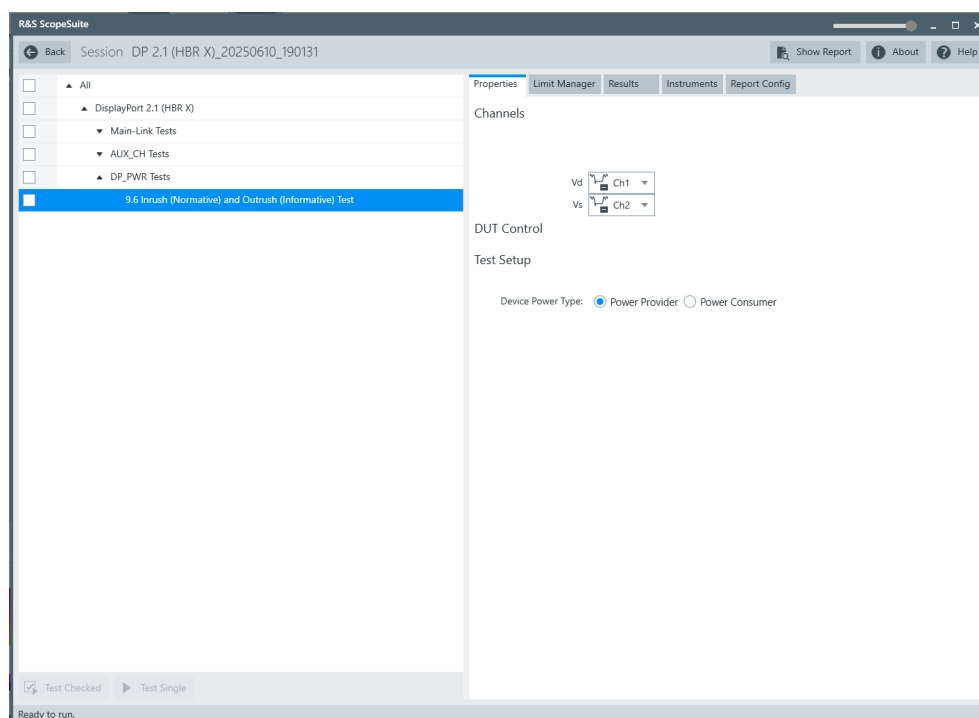 R&S ScopeSuite
Back Session DP 2.1 (HBR X)_20250610_190131 Show Report About Help
All
DisplayPort 2.1 (HBR X)
Main-Link Tests
AUX_CH Tests
DP_PWR Tests
9.6 Inrush (Normative) and Outrush (Informative) Test
Test Checked Test Single
Properties Limit Manager Results Instruments Report Config
Channels
Vd Ch1
Vs Ch2
DUT Control
Test Setup
Device Power Type: Power Provider Power Consumer
Ready to run.